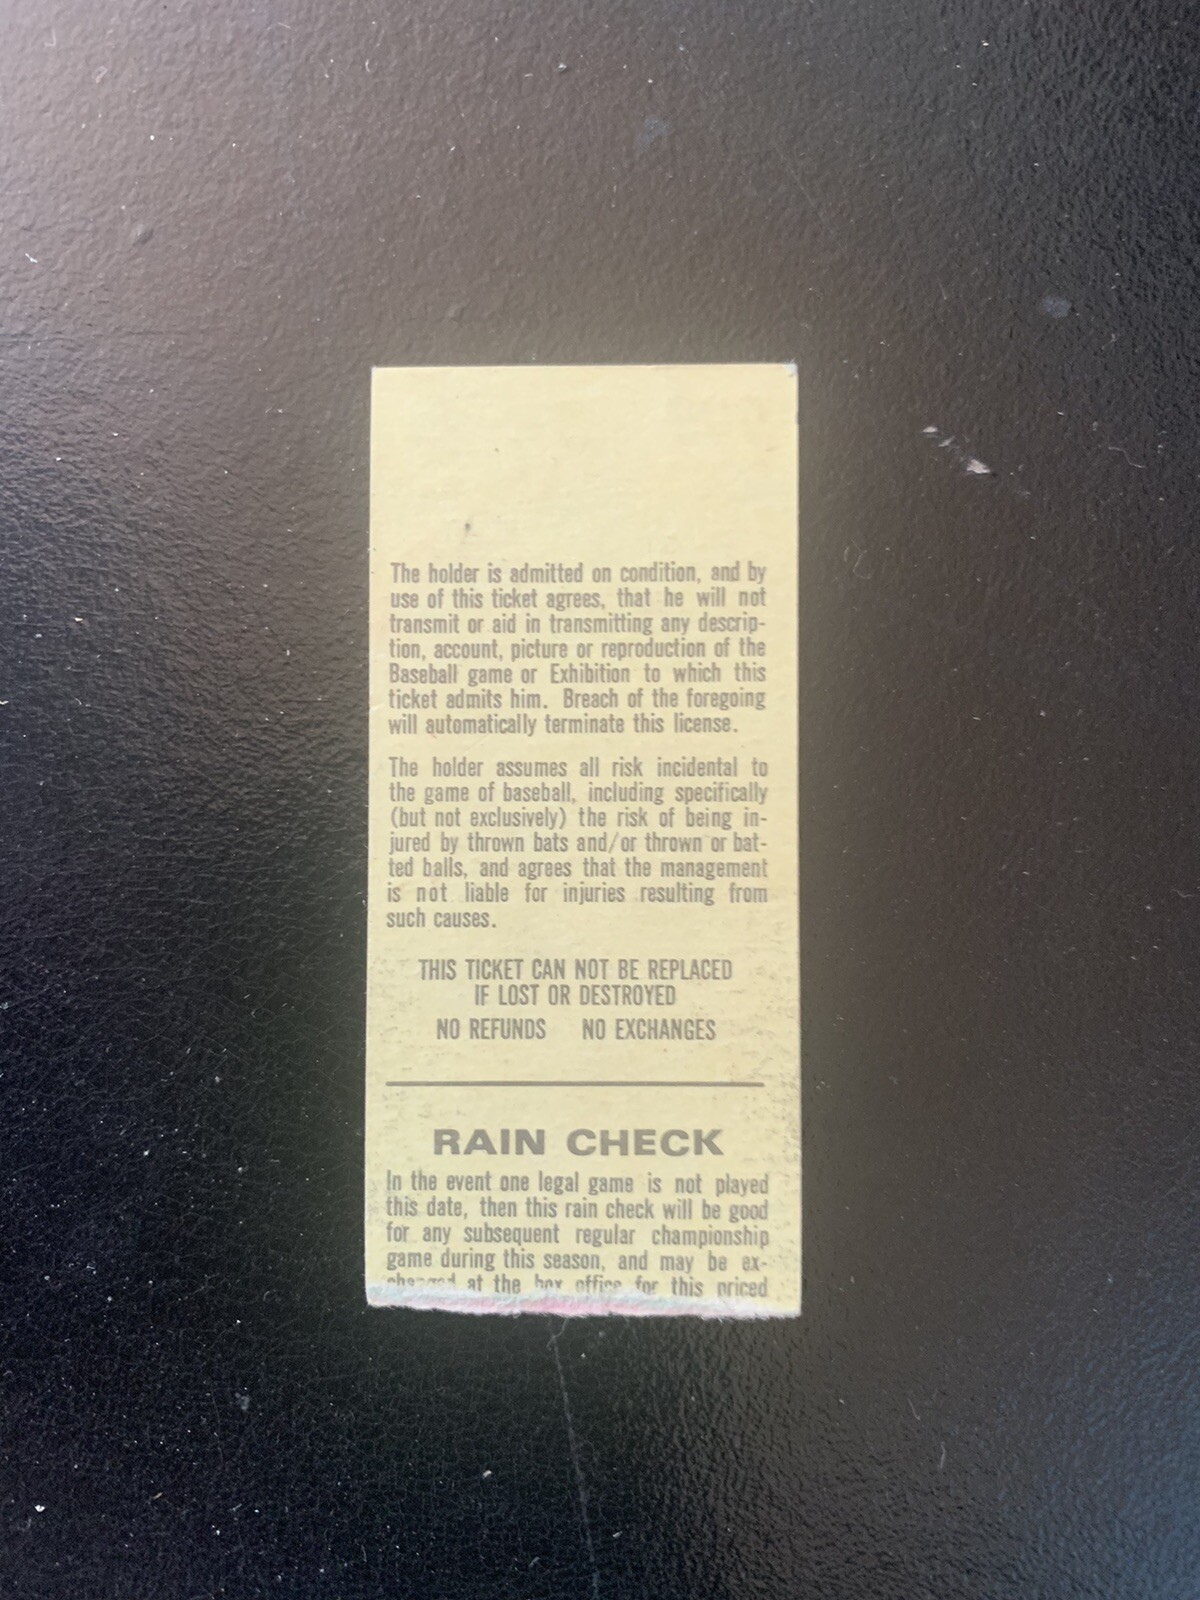 The holder is admitted on condition, and by
use of this ticket agrees, that he will not
transmit or aid in transmitting any descrip-
tion, account, picture or reproduction of the
Baseball game or Exhibition to which this
ticket admits him. Breach of the foregoing
will automatically terminate this license.
The holder assumes all risk incidental to
the game of baseball, including specifically
(but not exclusively) the risk of being in-
jured by thrown bats and/or thrown or bat-
ted balls, and agrees that the management
is not liable for injuries resulting from
such causes.
THIS TICKET CAN NOT BE REPLACED
IF LOST OR DESTROYED
NO REFUNDS NO EXCHANGES
RAIN CHECK
In the event one legal game is not played
this date, then this rain check will be good
for any subsequent regular championship
game during this season, and may be ex-
changed at the box office for this priced